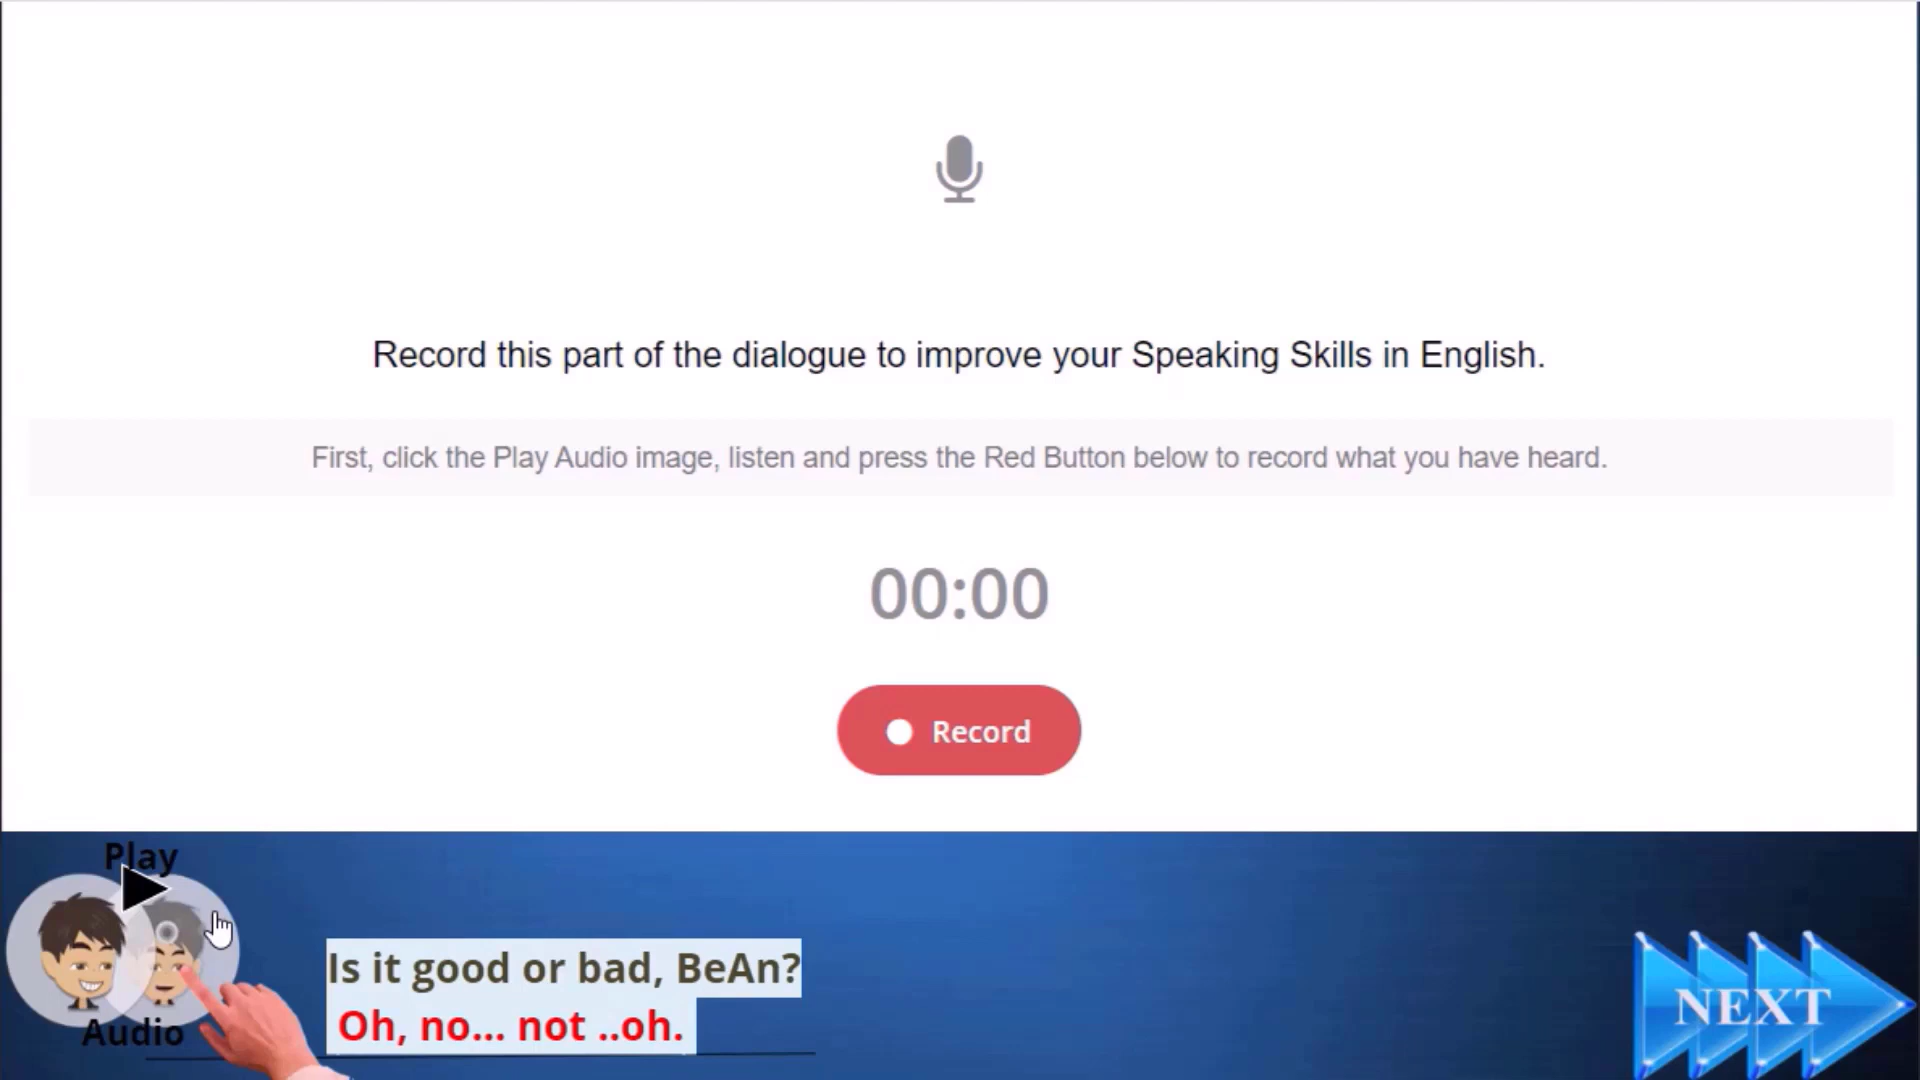 Record this part of the dialogue to improve your Speaking Skills in English.
First, click the Play Audio image, listen and press the Red Button below to record what you have heard.
00:00
Record
Play
Audio
Is it good or bad, BeAn?
Oh, no... not ..oh.
NEXT